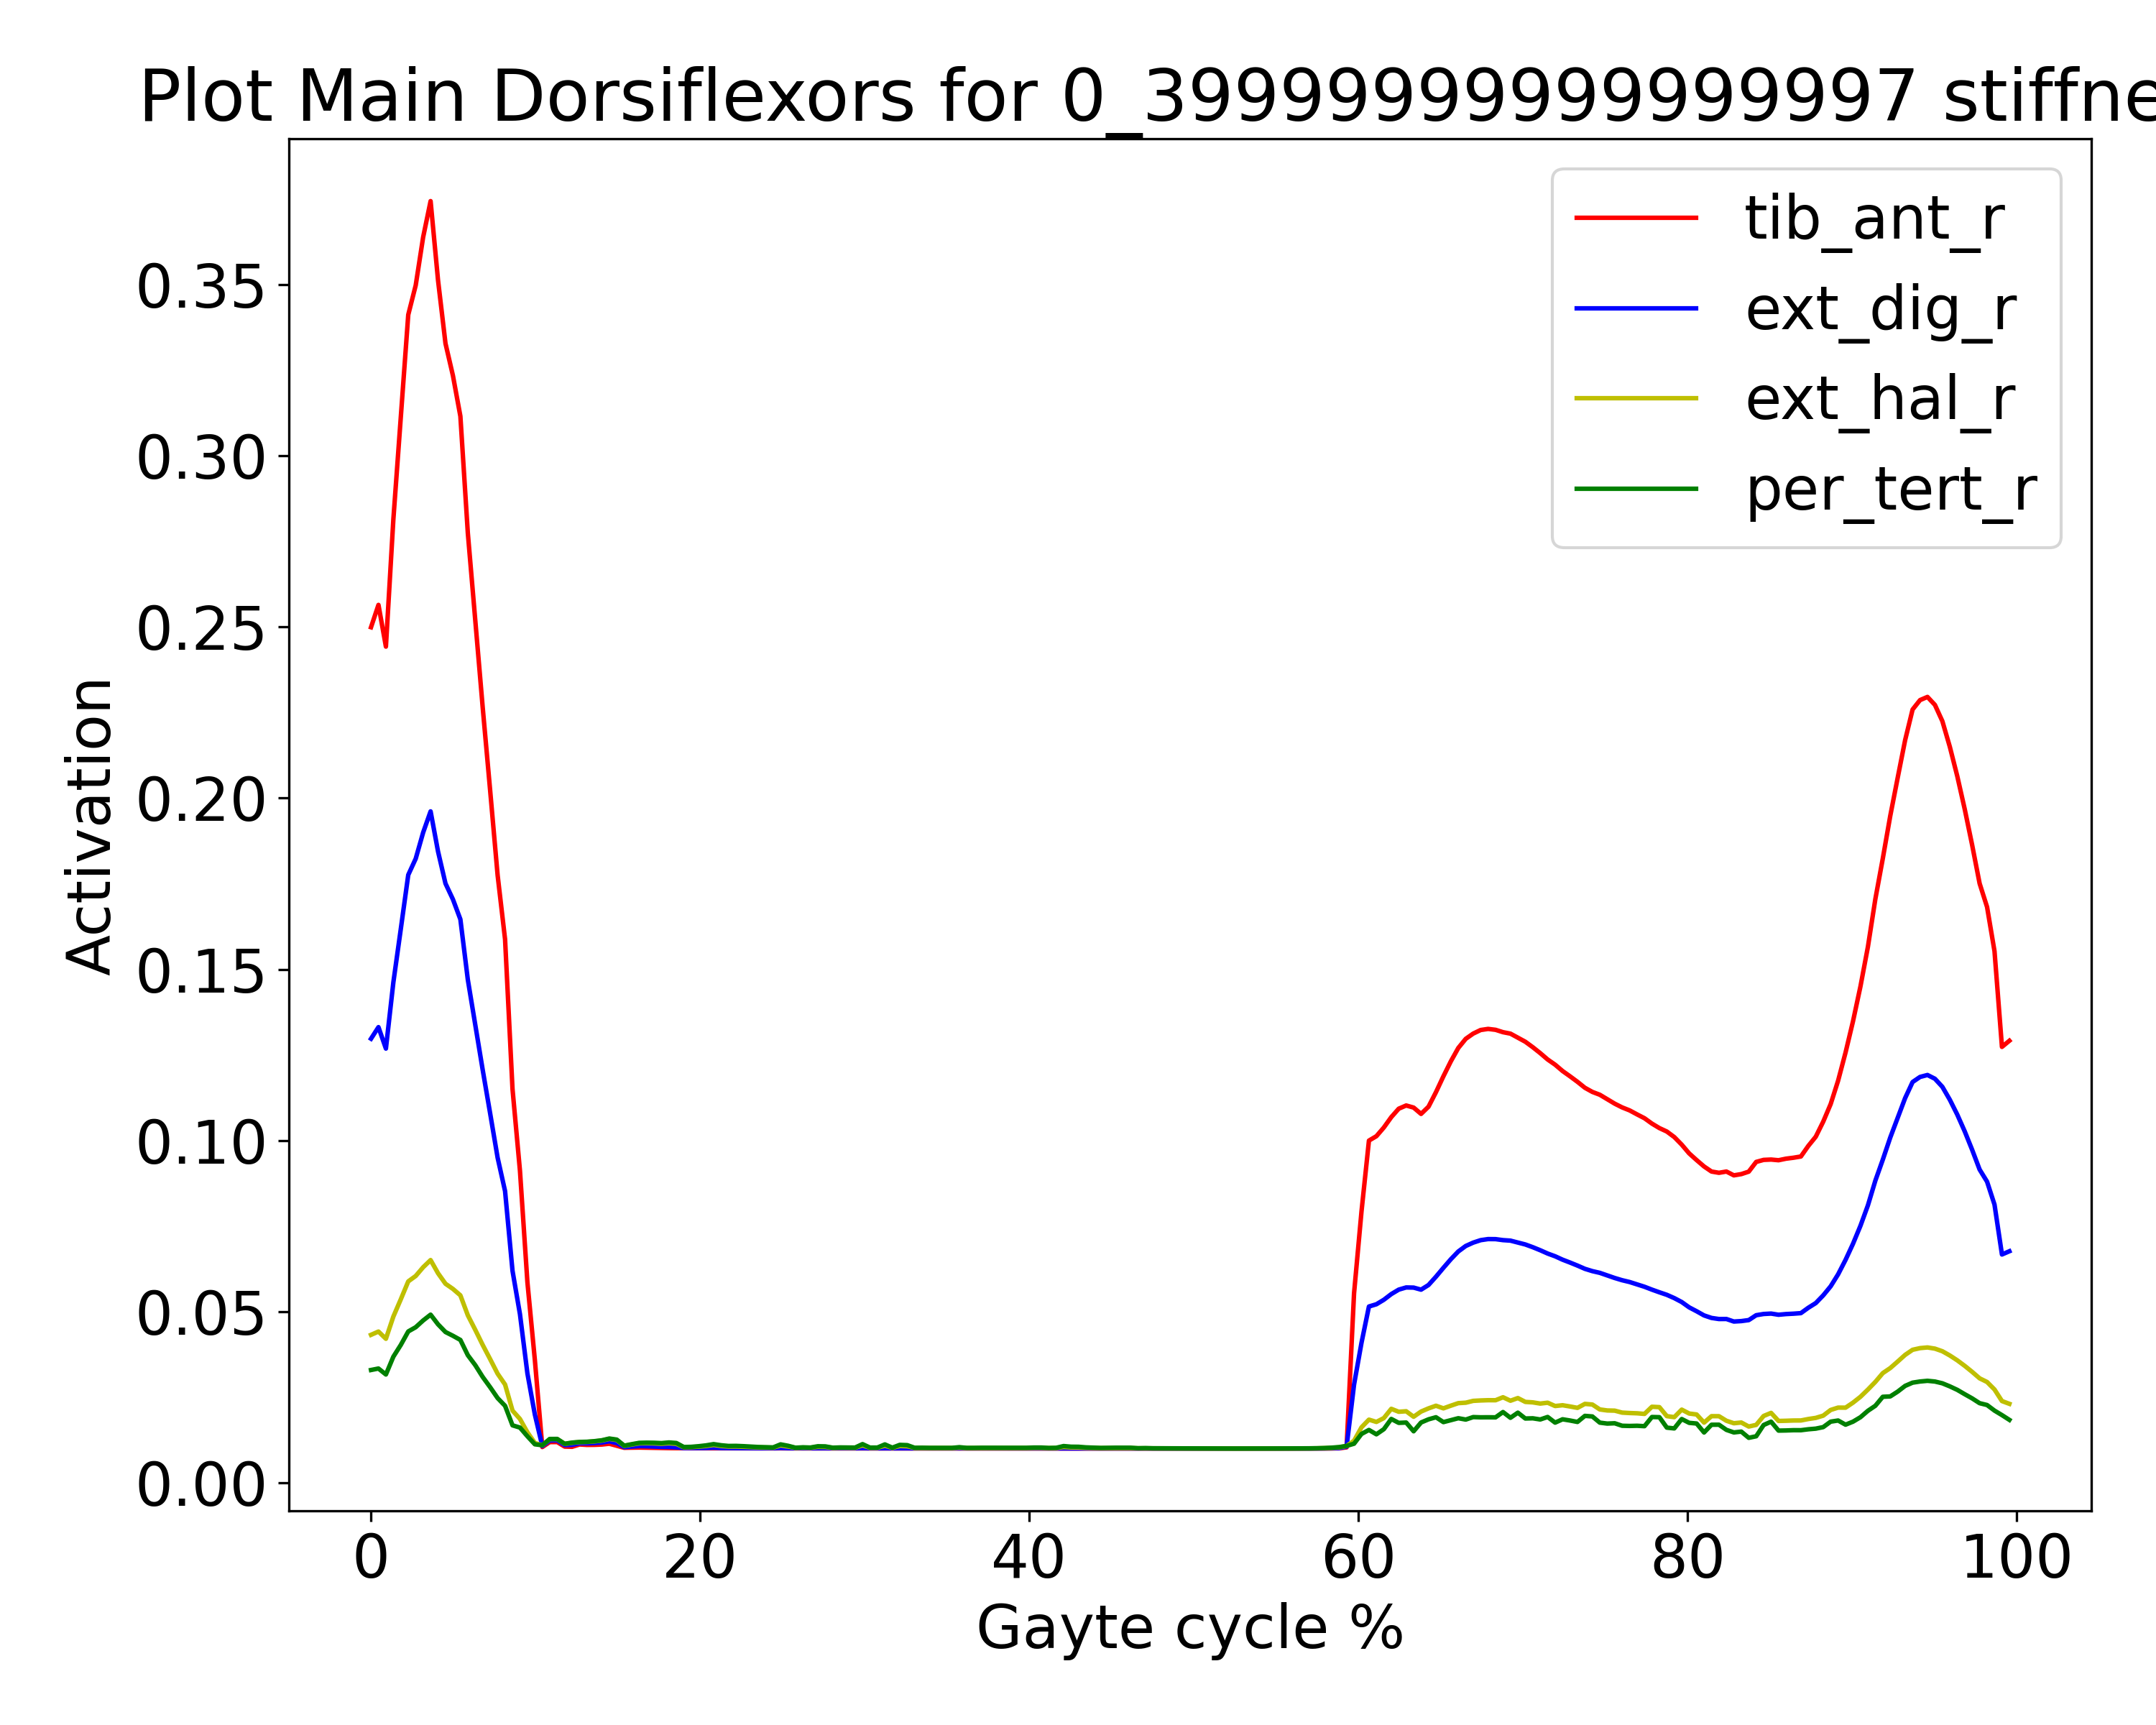 Plot Main Dorsiflexors for 0_39999999999999997 stiffne
tib_ant_r
ext_dig_r
ext_hal_r
per_tert_r
Activation
0.35
0.30
0.25
0.20
0.15
0.10
0.05
0.00
0 20 40 60 80 100
Gayte cycle %